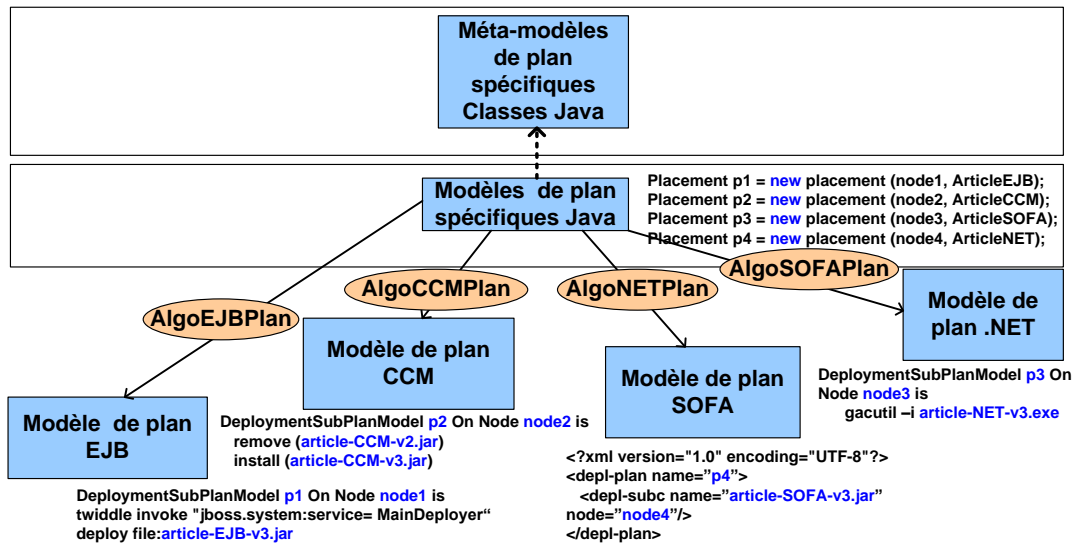 Méta-modèles
de plan
spécifiques
Classes Java
Modèles de plan
spécifiques Java
Placement p1 = new placement (node1, ArticleEJB);
Placement p2 = new placement (node2, ArticleCCM);
Placement p3 = new placement (node3, ArticleSOFA);
Placement p4 = new placement (node4, ArticleNET);
AlgoEJBPlan
AlgoCCMPlan
AlgoNETPlan
AlgoSOFAPlan
Modèle de plan
EJB
Modèle de plan
CCM
Modèle de plan
SOFA
Modèle de
plan .NET
DeploymentSubPlanModel p1 On Node node1 is
twiddle invoke "jboss.system:service= MainDeployer“
deploy file:article-EJB-v3.jar
DeploymentSubPlanModel p2 On Node node2 is
remove (article-CCM-v2.jar)
install (article-CCM-v3.jar)
<?xml version="1.0" encoding="UTF-8"?>
<depl-plan name=”p4”>
<depl-subc name=”article-SOFA-v3.jar”
node=”node4”/>
</depl-plan>
DeploymentSubPlanModel p3 On
Node node3 is
gacutil –i article-NET-v3.exe